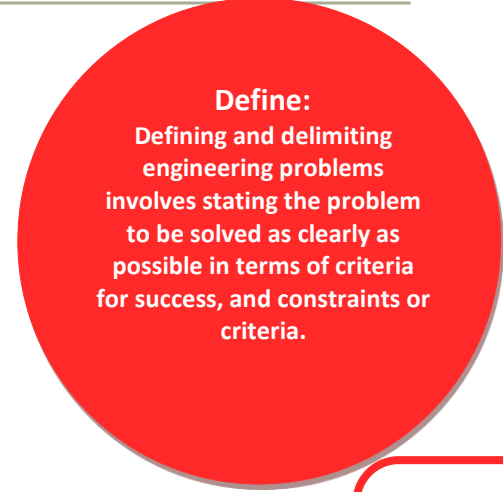 Define:
Defining and delimiting
engineering problems
involves stating the problem
to be solved as clearly as
possible in terms of criteria
for success, and constraints or
criteria.